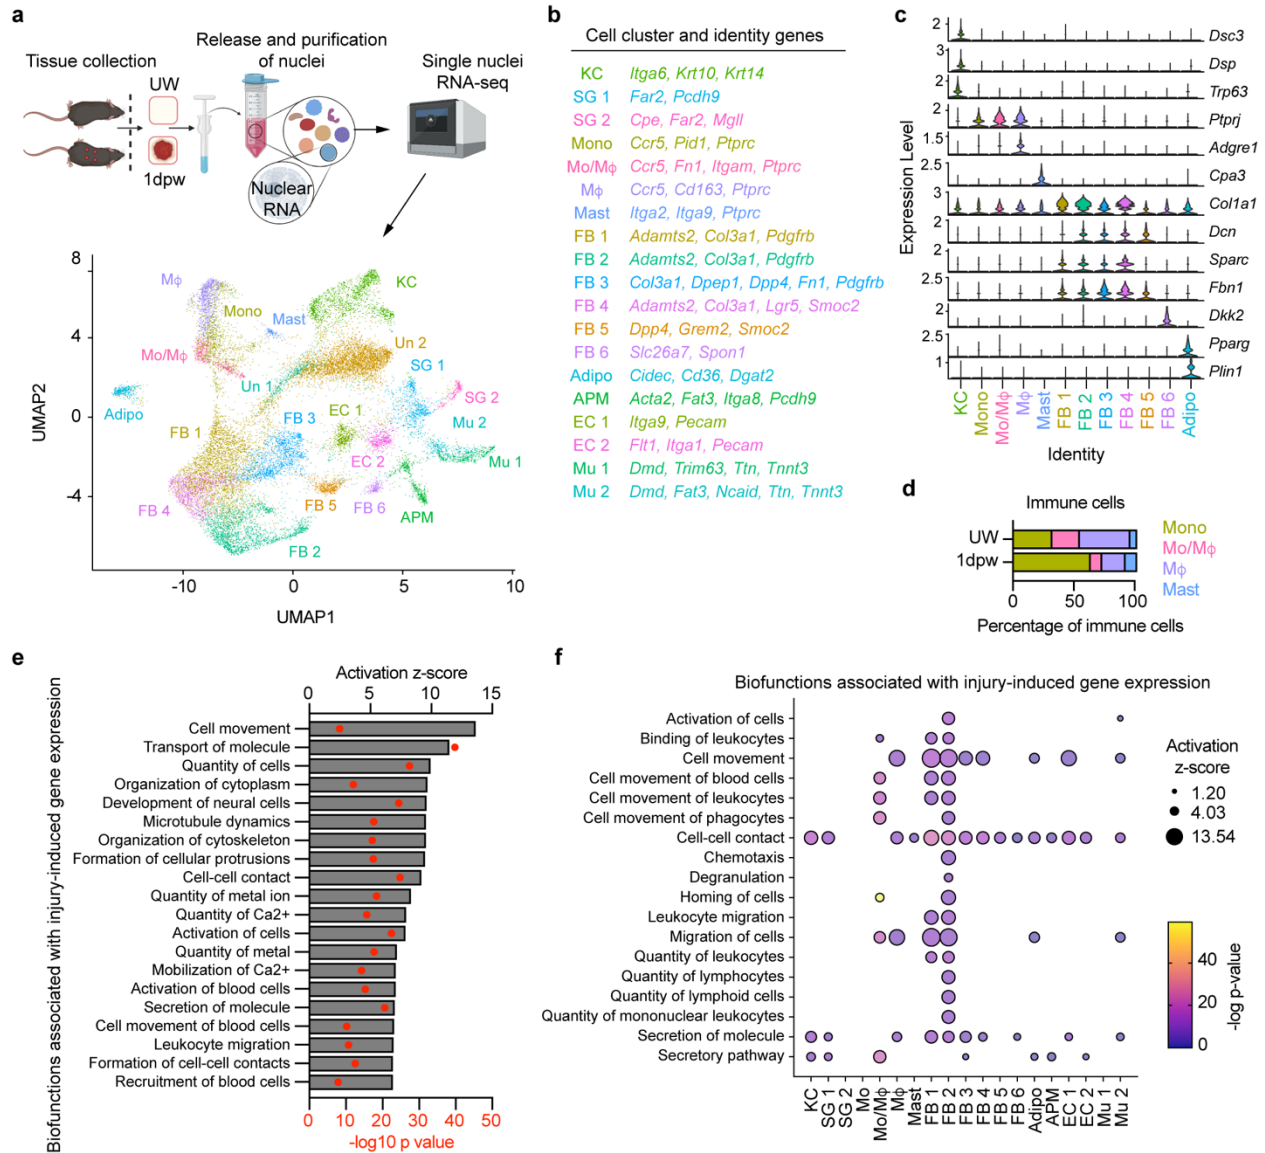 a
Tissue collection
UW
1dpw
Release and purification
of nuclei
Nuclear
RNA
Single nuclei
RNA-seq
8
4
0
-4
UMAP2
-10
0
5
10
UMAP1
Mϕ
Mono
Mast
KC
Mo/Mϕ
Un 1
Un 2
SG 1
SG 2
Adipo
FB 1
FB 3
EC 1
EC 2
Mu 2
Mu 1
FB 4
FB 5
FB 6
APM
FB 2
b
Cell cluster and identity genes
KC Itga6, Krt10, Krt14
SG 1 Far2, Pcdh9
SG 2 Cpe, Far2, Mgll
Mono Ccr5, Pid1, Ptprc
Mo/Mϕ Ccr5, Fn1, Itgam, Ptprc
Mϕ Ccr5, Cd163, Ptprc
Mast Itga2, Itga9, Ptprc
FB 1 Adamts2, Col3a1, Pdgfrb
FB 2 Adamts2, Col3a1, Pdgfrb
FB 3 Col3a1, Dpep1, Dpp4, Fn1, Pdgfrb
FB 4 Adamts2, Col3a1, Lgr5, Smoc2
FB 5 Dpp4, Grem2, Smoc2
FB 6 Slc26a7, Spon1
Adipo Cidec, Cd36, Dgat2
APM Acta2, Fat3, Itga8, Pcdh9
EC 1 Itga9, Pecam
EC 2 Flt1, Itga1, Pecam
Mu 1 Dmd, Trim63, Ttn, Tnnt3
Mu 2 Dmd, Fat3, Ncaid, Ttn, Tnnt3
c
Expression Level
2 Dsc3
3 Dsp
2 Trp63
2 Ptprj
1.5 Adgre1
2.5 Cpa3
3 Col1a1
2 Dcn
2 Sparc
2.5 Fbn1
2 Dkk2
2.5 Pparg
1 Plin1
KC
Mono
Mo/Mϕ
Mϕ
Mast
FB 1
FB 2
FB 3
FB 4
FB 5
FB 6
Adipo
Identity
d
Immune cells
UW
1dpw
0 50 100
Percentage of immune cells
Mono
Mo/Mϕ
Mϕ
Mast
e
Activation z-score
0 5 10 15
Biofunctions associated with injury-induced gene expression
Cell movement
Transport of molecule
Quantity of cells
Organization of cytoplasm
Development of neural cells
Microtubule dynamics
Organization of cytoskeleton
Formation of cellular protrusions
Cell-cell contact
Quantity of metal ion
Quantity of Ca2+
Activation of cells
Quantity of metal
Mobilization of Ca2+
Activation of blood cells
Secretion of molecule
Cell movement of blood cells
Leukocyte migration
Formation of cell-cell contacts
Recruitment of blood cells
0 10 20 30 40 50
-log10 p value
f
Biofunctions associated with injury-induced gene expression
Activation of cells
Binding of leukocytes
Cell movement
Cell movement of blood cells
Cell movement of leukocytes
Cell movement of phagocytes
Cell-cell contact
Chemotaxis
Degranulation
Homing of cells
Leukocyte migration
Migration of cells
Quantity of leukocytes
Quantity of lymphocytes
Quantity of lymphoid cells
Quantity of mononuclear leukocytes
Secretion of molecule
Secretory pathway
KC
SG 1
SG 2
Mo
Mo/Mϕ
Mϕ
Mast
FB 1
FB 2
FB 3
FB 4
FB 5
FB 6
Adipo
APM
EC 1
EC 2
Mu 1
Mu 2
Activation
z-score
1.20
4.03
13.54
40
20
0
-log p-value